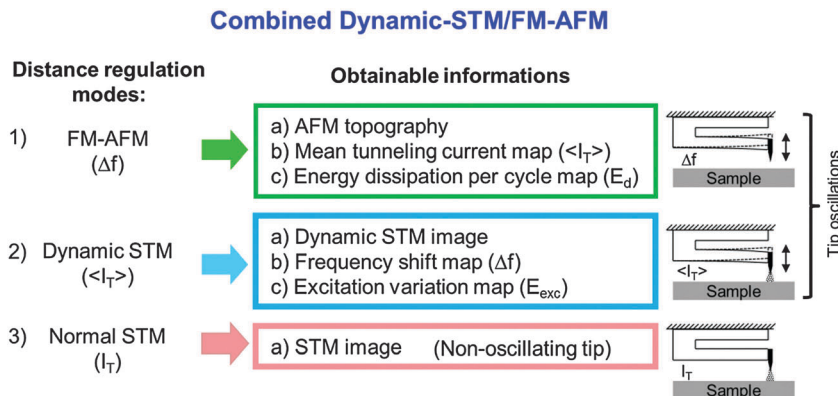 Combined Dynamic-STM/FM-AFM
Distance regulation
modes:
Obtainable informations
1) FM-AFM
(Δf)
a) AFM topography
b) Mean tunneling current map (<I_T>)
c) Energy dissipation per cycle map (E_d)
Δf
Sample
2) Dynamic STM
(<I_T>)
a) Dynamic STM image
b) Frequency shift map (Δf)
c) Excitation variation map (E_exc)
<I_T>
Sample
Tip oscillations
3) Normal STM
(I_T)
a) STM image (Non-oscillating tip)
I_T
Sample